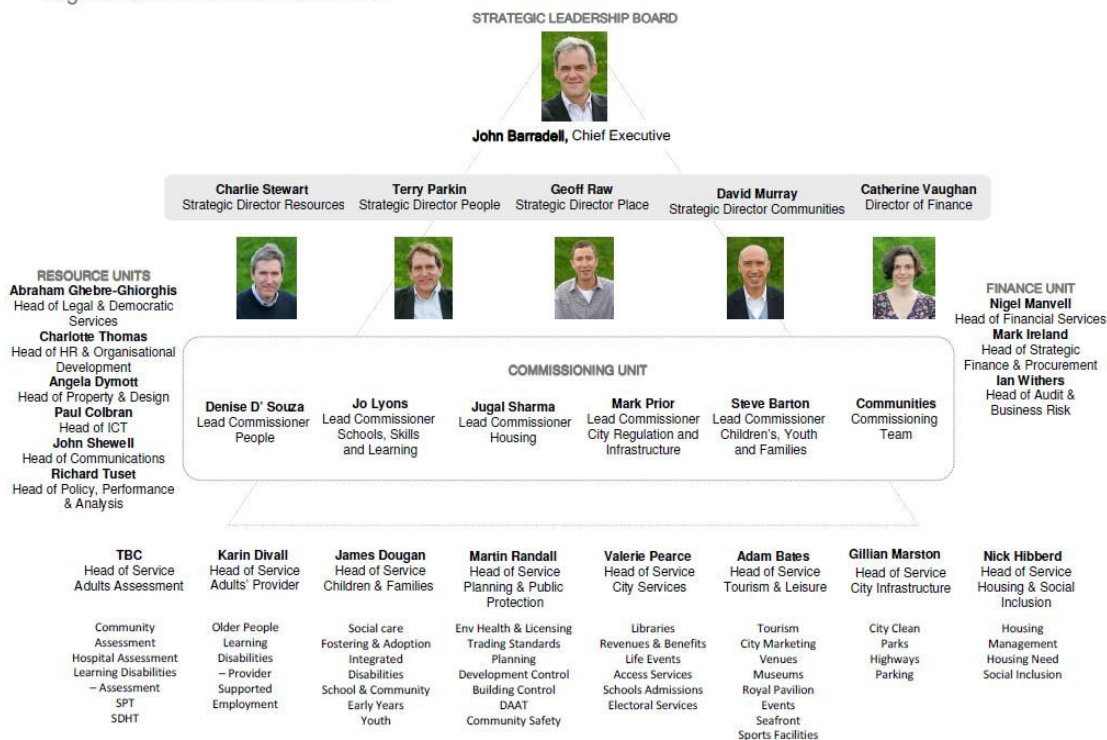 STRATEGIC LEADERSHIP BOARD
John Barradell, Chief Executive
Charlie Stewart
Strategic Director Resources
Terry Parkin
Strategic Director People
Geoff Raw
Strategic Director Place
David Murray
Strategic Director Communities
Catherine Vaughan
Director of Finance
RESOURCE UNITS
Abraham Ghebre-Ghiorghis
Head of Legal & Democratic
Services
Charlotte Thomas
Head of HR & Organisational
Development
Angela Dymott
Head of Property & Design
Paul Colbran
Head of ICT
John Shewell
Head of Communications
Richard Tuset
Head of Policy, Performance
& Analysis
FINANCE UNIT
Nigel Manvell
Head of Financial Services
Mark Ireland
Head of Strategic
Finance & Procurement
Ian Withers
Head of Audit &
Business Risk
COMMISSIONING UNIT
Denise D' Souza
Lead Commissioner
People
Jo Lyons
Lead Commissioner
Schools, Skills
and Learning
Jugal Sharma
Lead Commissioner
Housing
Mark Prior
Lead Commissioner
City Regulation and
Infrastructure
Steve Barton
Lead Commissioner
Children's, Youth
and Families
Communities
Commissioning
Team
TBC
Head of Service
Adults Assessment
Community
Assessment
Hospital Assessment
Learning Disabilities
– Assessment
SPT
SDHT
Karin Divall
Head of Service
Adults' Provider
Older People
Learning
Disabilities
– Provider
Supported
Employment
James Dougan
Head of Service
Children & Families
Social care
Fostering & Adoption
Integrated
Disabilities
School & Community
Early Years
Youth
Martin Randall
Head of Service
Planning & Public
Protection
Env Health & Licensing
Trading Standards
Planning
Development Control
Building Control
DAAT
Community Safety
Valerie Pearce
Head of Service
City Services
Libraries
Revenues & Benefits
Life Events
Access Services
Schools Admissions
Electoral Services
Adam Bates
Head of Service
Tourism & Leisure
Tourism
City Marketing
Venues
Museums
Royal Pavilion
Events
Seafront
Sports Facilities
Gillian Marston
Head of Service
City Infrastructure
City Clean
Parks
Highways
Parking
Nick Hibberd
Head of Service
Housing & Social
Inclusion
Housing
Management
Housing Need
Social Inclusion